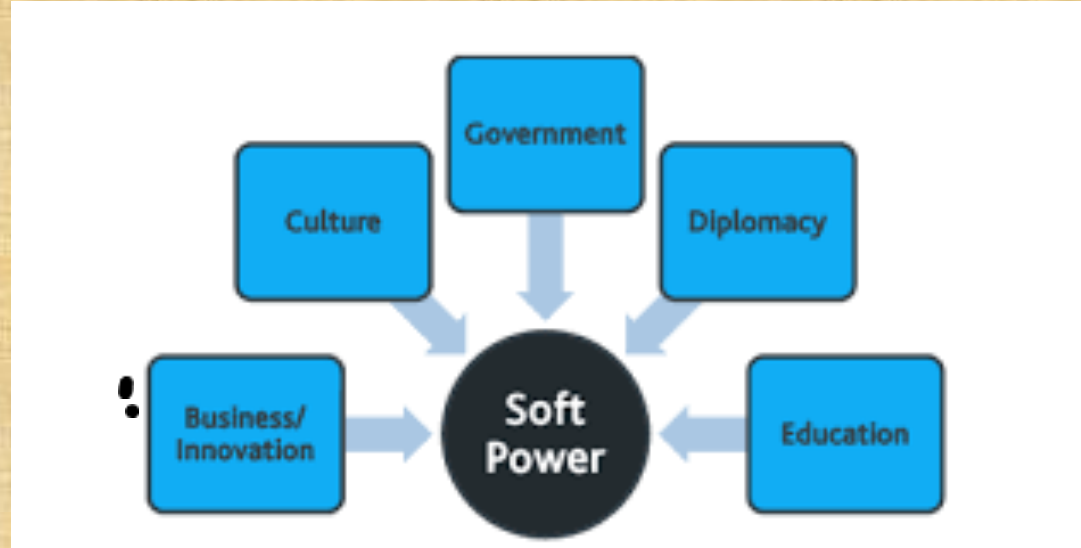 Government
Culture
Diplomacy
Business/
Innovation
Soft
Power
Education